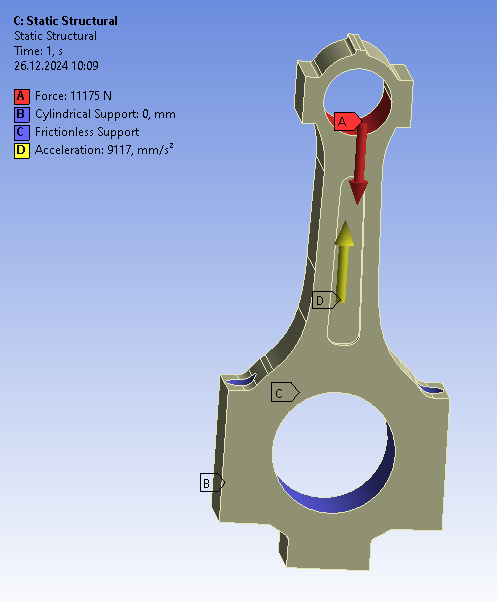 C: Static Structural
Static Structural
Time: 1, s
26.12.2024 10:09
A Force: 11175 N
B Cylindrical Support: 0, mm
C Frictionless Support
D Acceleration: 9117, mm/s²
A
D
C
B